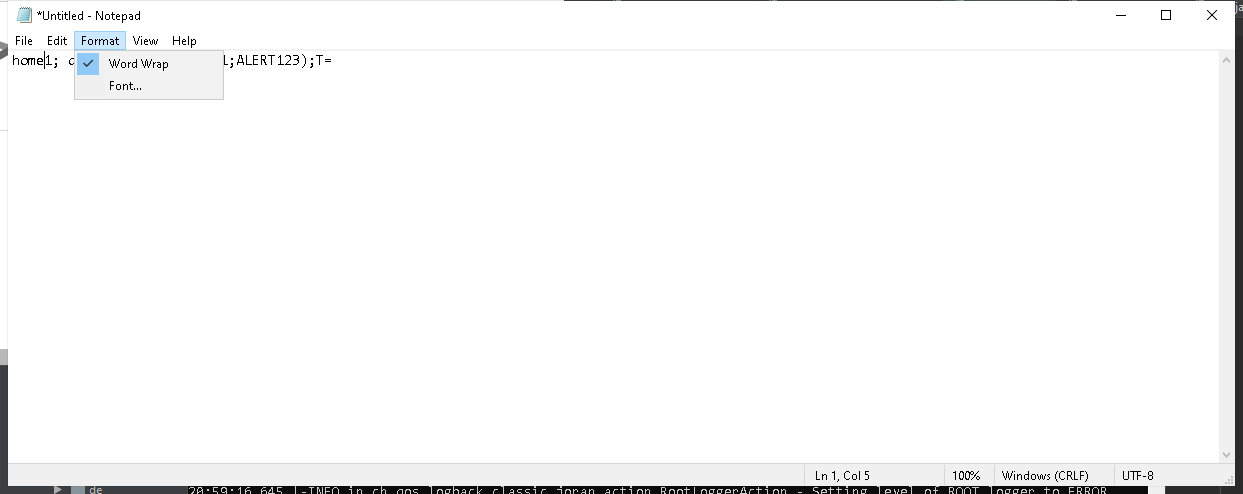 *Untitled - Notepad
File Edit Format View Help
home1; ;ALERT123);T=
Word Wrap
Font...
Ln 1, Col 5 100% Windows (CRLF) UTF-8
de 20:59:16,645 |-INFO in ch.qos.logback.classic.joran.action.RootLoggerAction - Setting level of ROOT logger to ERROR